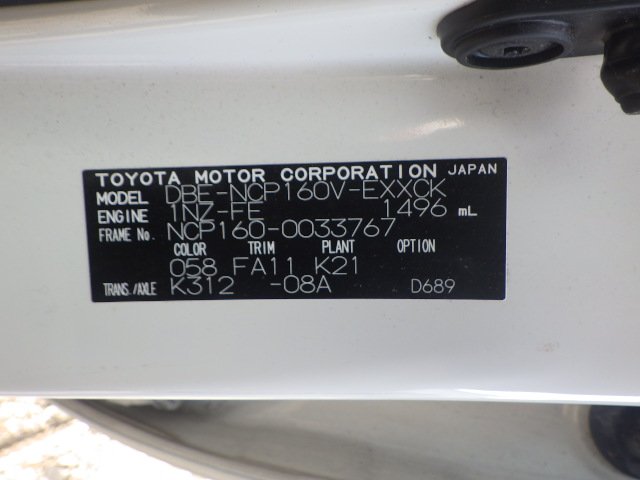 TOYOTA MOTOR CORPORATION JAPAN
MODEL DBE-NCP160V-EXXCK
ENGINE 1NZ-FE 1496 mL
FRAME No. NCP160-0033767
COLOR TRIM PLANT OPTION
058 FA11 K21
TRANS./AXLE K312 -08A D689